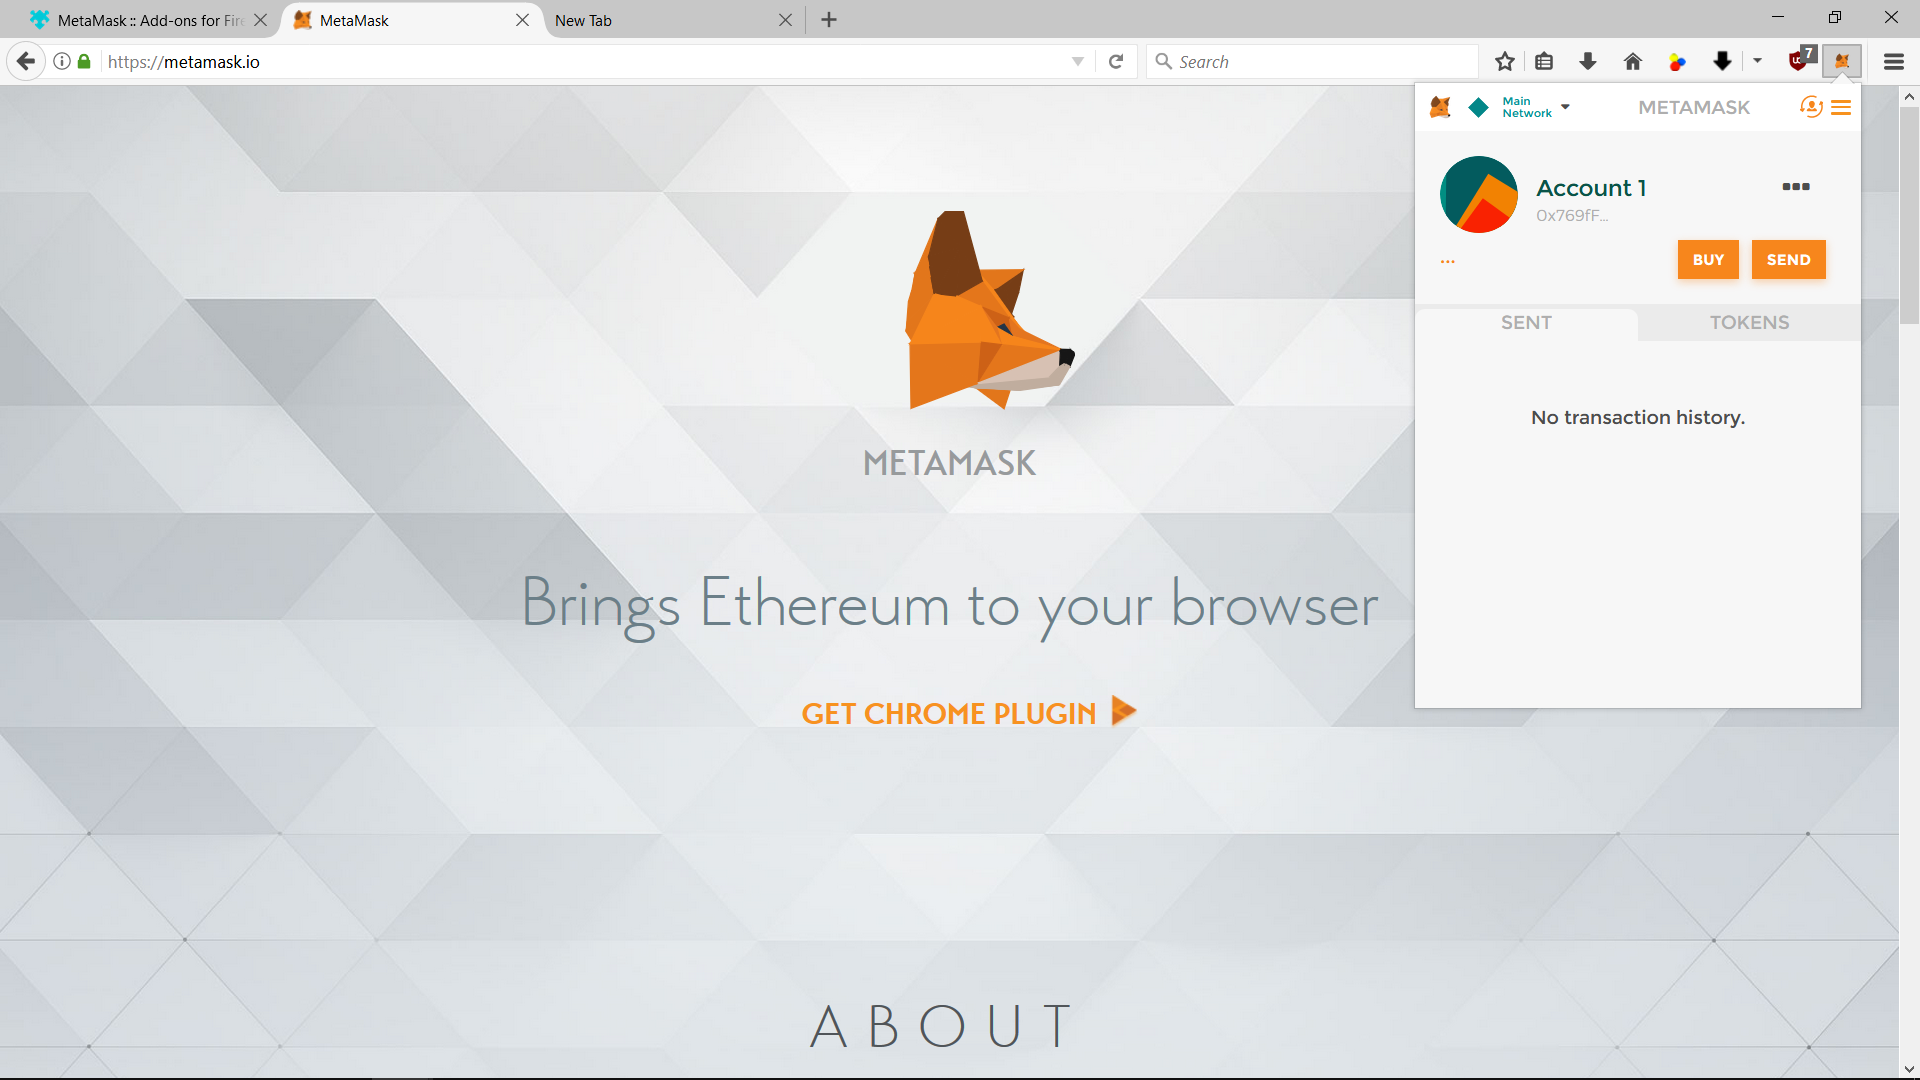 MetaMask :: Add-ons for Fire
MetaMask
New Tab
https://metamask.io
Search
7
Main
Network
METAMASK
Account 1
0x769fF...
...
BUY
SEND
SENT
TOKENS
No transaction history.
METAMASK
Brings Ethereum to your browser
GET CHROME PLUGIN
ABOUT